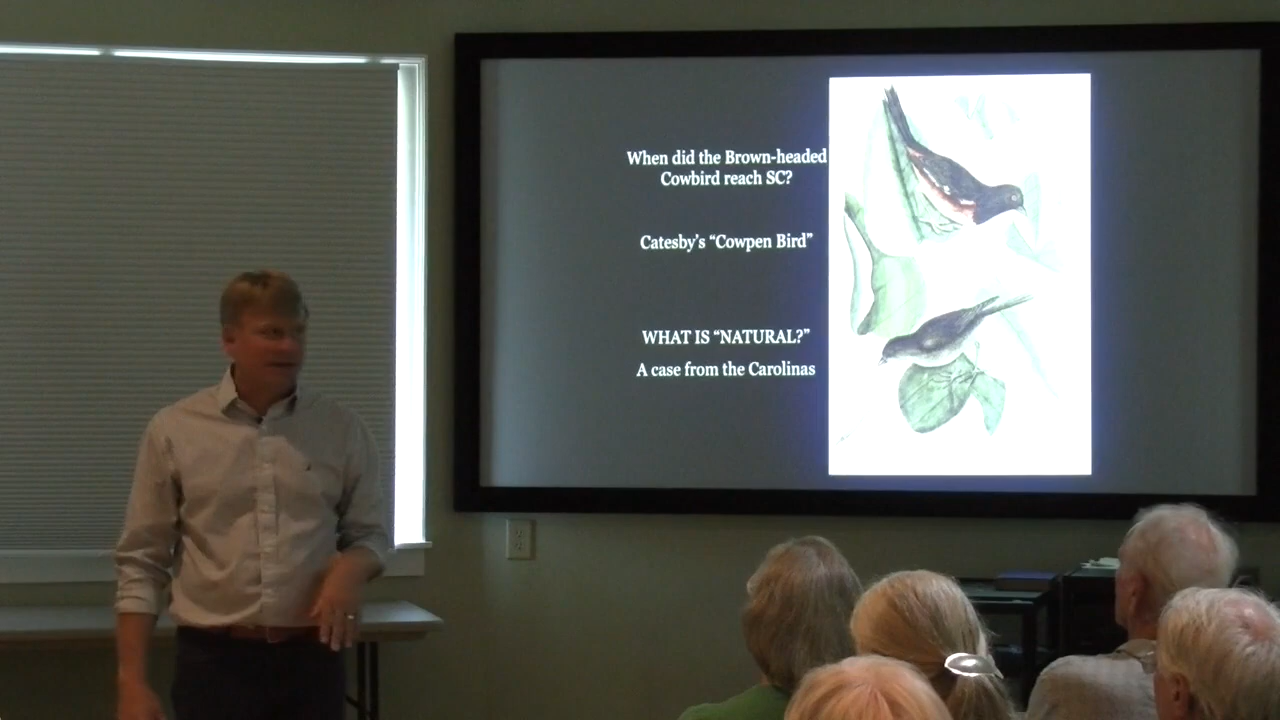 When did the Brown-headed
Cowbird reach SC?
Catesby's “Cowpen Bird”
WHAT IS “NATURAL?”
A case from the Carolinas